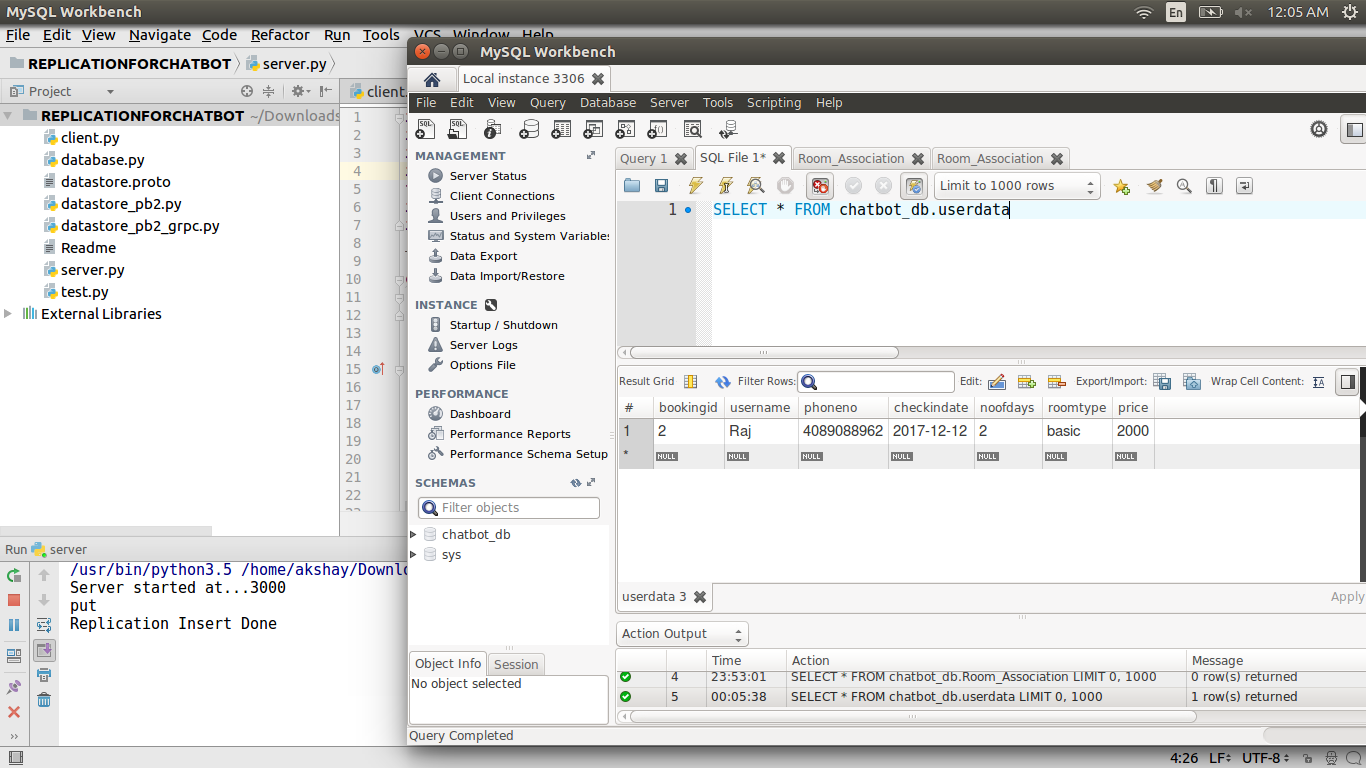 MySQL Workbench
En
12:05 AM
File Edit View Navigate Code Refactor Run Tools VCS Window Help
REPLICATIONFORCHATBOT server.py
Project
client
REPLICATIONFORCHATBOT ~/Downloads
client.py
database.py
datastore.proto
datastore_pb2.py
datastore_pb2_grpc.py
Readme
server.py
test.py
External Libraries
1
2
3
4
5
6
7
8
9
10
11
12
13
14
15
16
17
18
19
20
21
22
Run server
/usr/bin/python3.5 /home/akshay/Downlo
Server started at...3000
put
Replication Insert Done
MySQL Workbench
Local instance 3306
File Edit View Query Database Server Tools Scripting Help
MANAGEMENT
Server Status
Client Connections
Users and Privileges
Status and System Variables
Data Export
Data Import/Restore
INSTANCE
Startup / Shutdown
Server Logs
Options File
PERFORMANCE
Dashboard
Performance Reports
Performance Schema Setup
SCHEMAS
Filter objects
chatbot_db
sys
Object Info Session
No object selected
Query 1 SQL File 1* Room_Association Room_Association
Limit to 1000 rows
1 SELECT * FROM chatbot_db.userdata
Result Grid Filter Rows: Edit: Export/Import: Wrap Cell Content:
# bookingid username phoneno checkindate noofdays roomtype price
1 2 Raj 4089088962 2017-12-12 2 basic 2000
* NULL NULL NULL NULL NULL NULL NULL
userdata 3 Apply
Action Output
Time Action Message
4 23:53:01 SELECT * FROM chatbot_db.Room_Association LIMIT 0, 1000 0 row(s) returned
5 00:05:38 SELECT * FROM chatbot_db.userdata LIMIT 0, 1000 1 row(s) returned
Query Completed
4:26 LF UTF-8